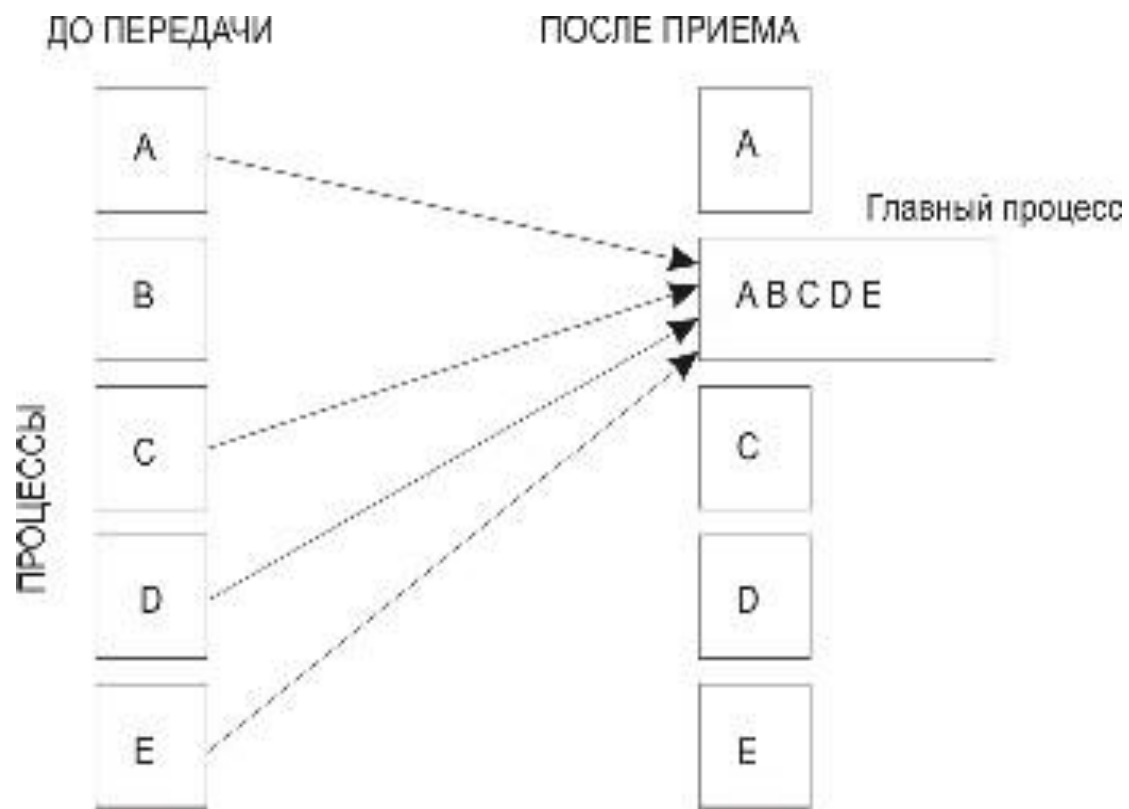 ДО ПЕРЕДАЧИ
ПОСЛЕ ПРИЕМА
A
A
Главный процесс
B
A B C D E
ПРОЦЕССЫ
C
C
D
D
E
E